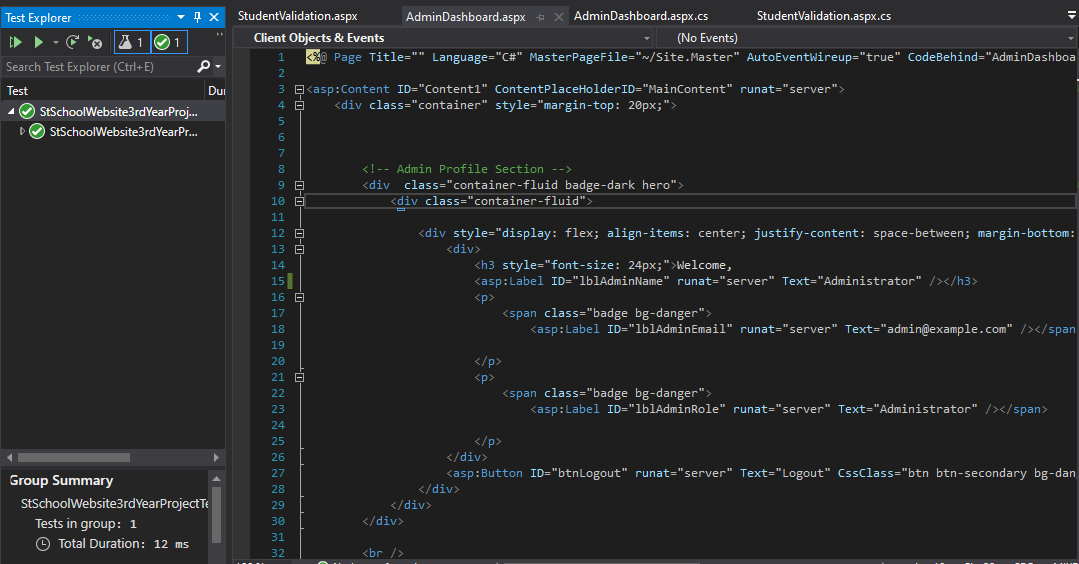 Test Explorer
1 1
Search Test Explorer (Ctrl+E)
Test Dur
StSchoolWebsite3rdYearProj...
StSchoolWebsite3rdYearPr...
Group Summary
StSchoolWebsite3rdYearProjectTe
Tests in group: 1
Total Duration: 12 ms
StudentValidation.aspx AdminDashboard.aspx AdminDashboard.aspx.cs StudentValidation.aspx.cs
Client Objects & Events (No Events)
1 <%@ Page Title="" Language="C#" MasterPageFile="~/Site.Master" AutoEventWireup="true" CodeBehind="AdminDashboa
2
3 <asp:Content ID="Content1" ContentPlaceHolderID="MainContent" runat="server">
4 <div class="container" style="margin-top: 20px;">
5
6
7
8 <!-- Admin Profile Section -->
9 <div  class="container-fluid badge-dark hero">
10 <div class="container-fluid">
11
12 <div style="display: flex; align-items: center; justify-content: space-between; margin-bottom:
13 <div>
14 <h3 style="font-size: 24px;">Welcome,
15 <asp:Label ID="lblAdminName" runat="server" Text="Administrator" /></h3>
16 <p>
17 <span class="badge bg-danger">
18 <asp:Label ID="lblAdminEmail" runat="server" Text="admin@example.com" /></span
19
20 </p>
21 <p>
22 <span class="badge bg-danger">
23 <asp:Label ID="lblAdminRole" runat="server" Text="Administrator" /></span>
24
25 </p>
26 </div>
27 <asp:Button ID="btnLogout" runat="server" Text="Logout" CssClass="btn btn-secondary bg-dan
28 </div>
29 </div>
30 </div>
31
32 <br />